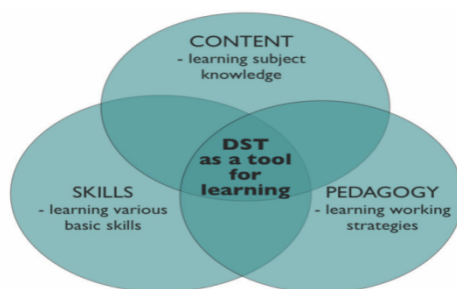 CONTENT
- learning subject
knowledge
DST
as a tool
for
learning
SKILLS
- learning various
basic skills
PEDAGOGY
- learning working
strategies